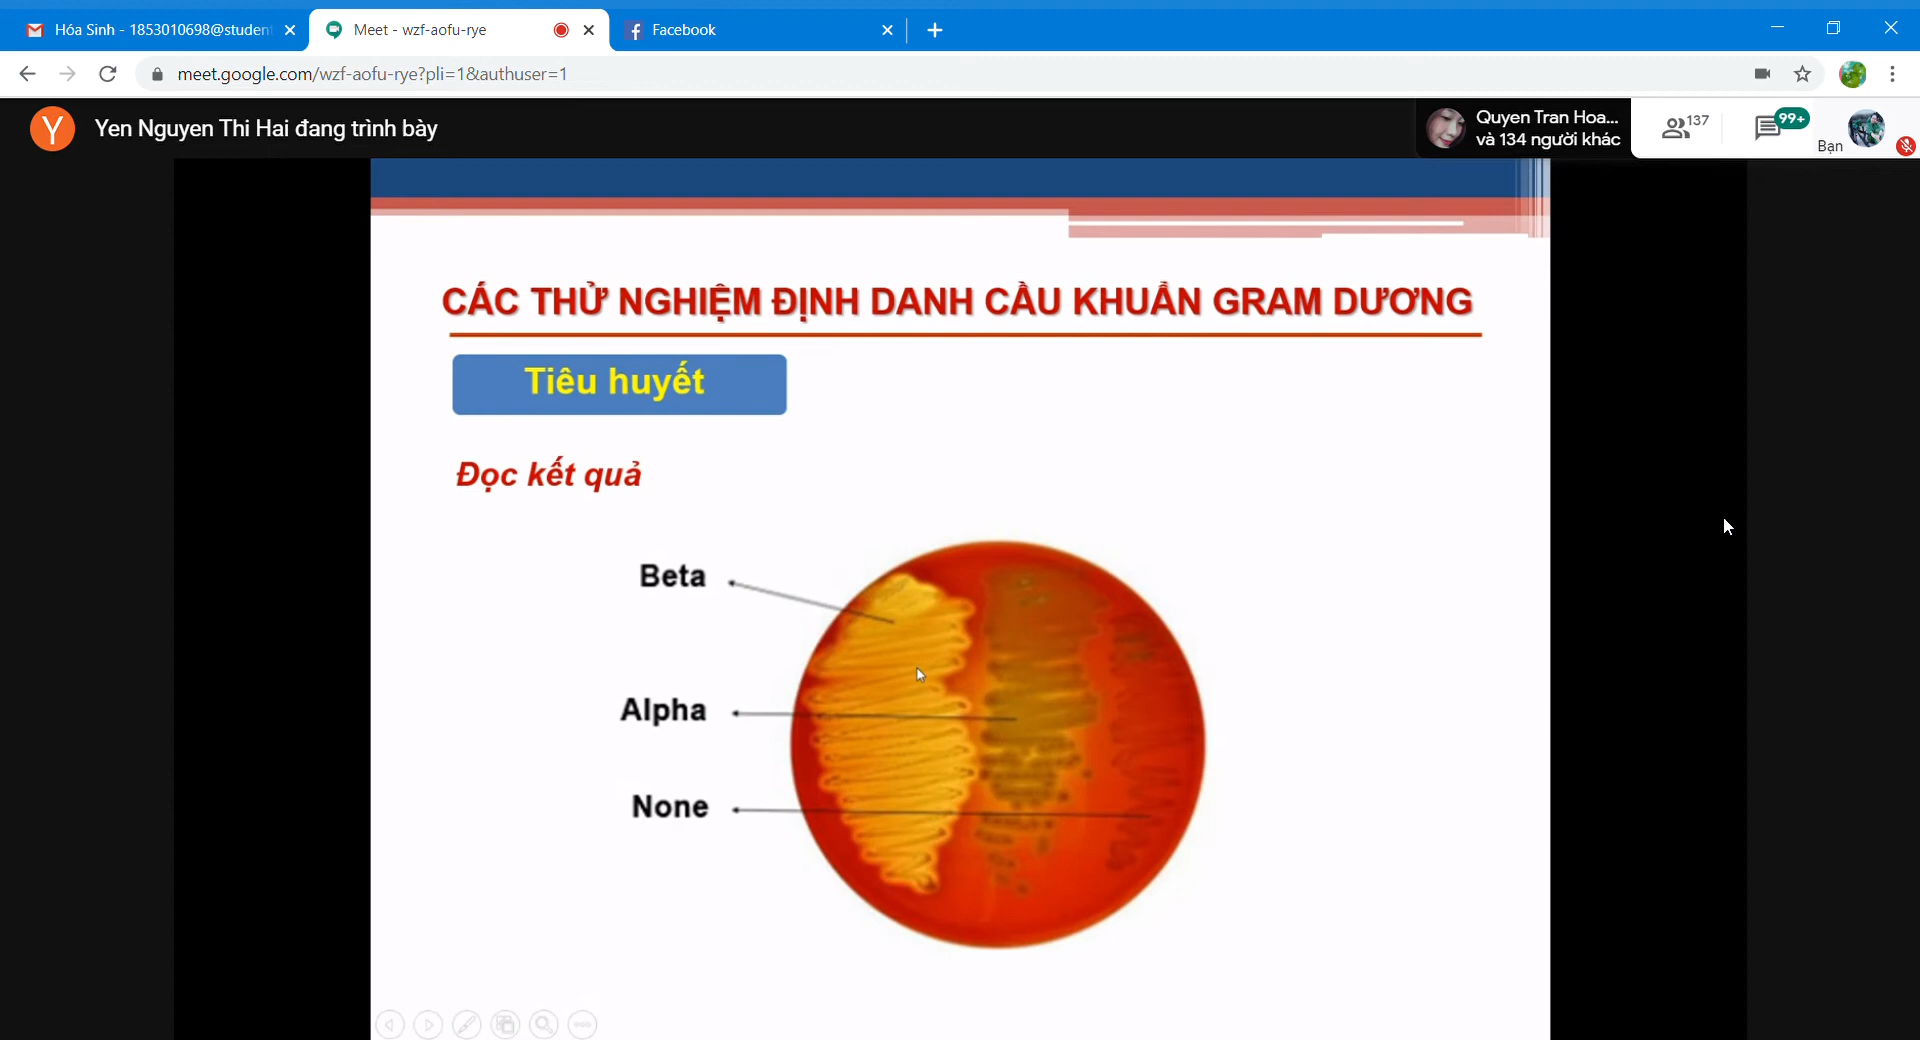 Hóa Sinh - 1853010698@studen
Meet - wzf-aofu-rye
Facebook
meet.google.com/wzf-aofu-rye?pli=1&authuser=1
Y
Yen Nguyen Thi Hai đang trình bày
Quyen Tran Hoa...
và 134 người khác
137
99+
Bạn
CÁC THỬ NGHIỆM ĐỊNH DANH CẦU KHUẨN GRAM DƯƠNG
Tiêu huyết
Đọc kết quả
Beta
Alpha
None